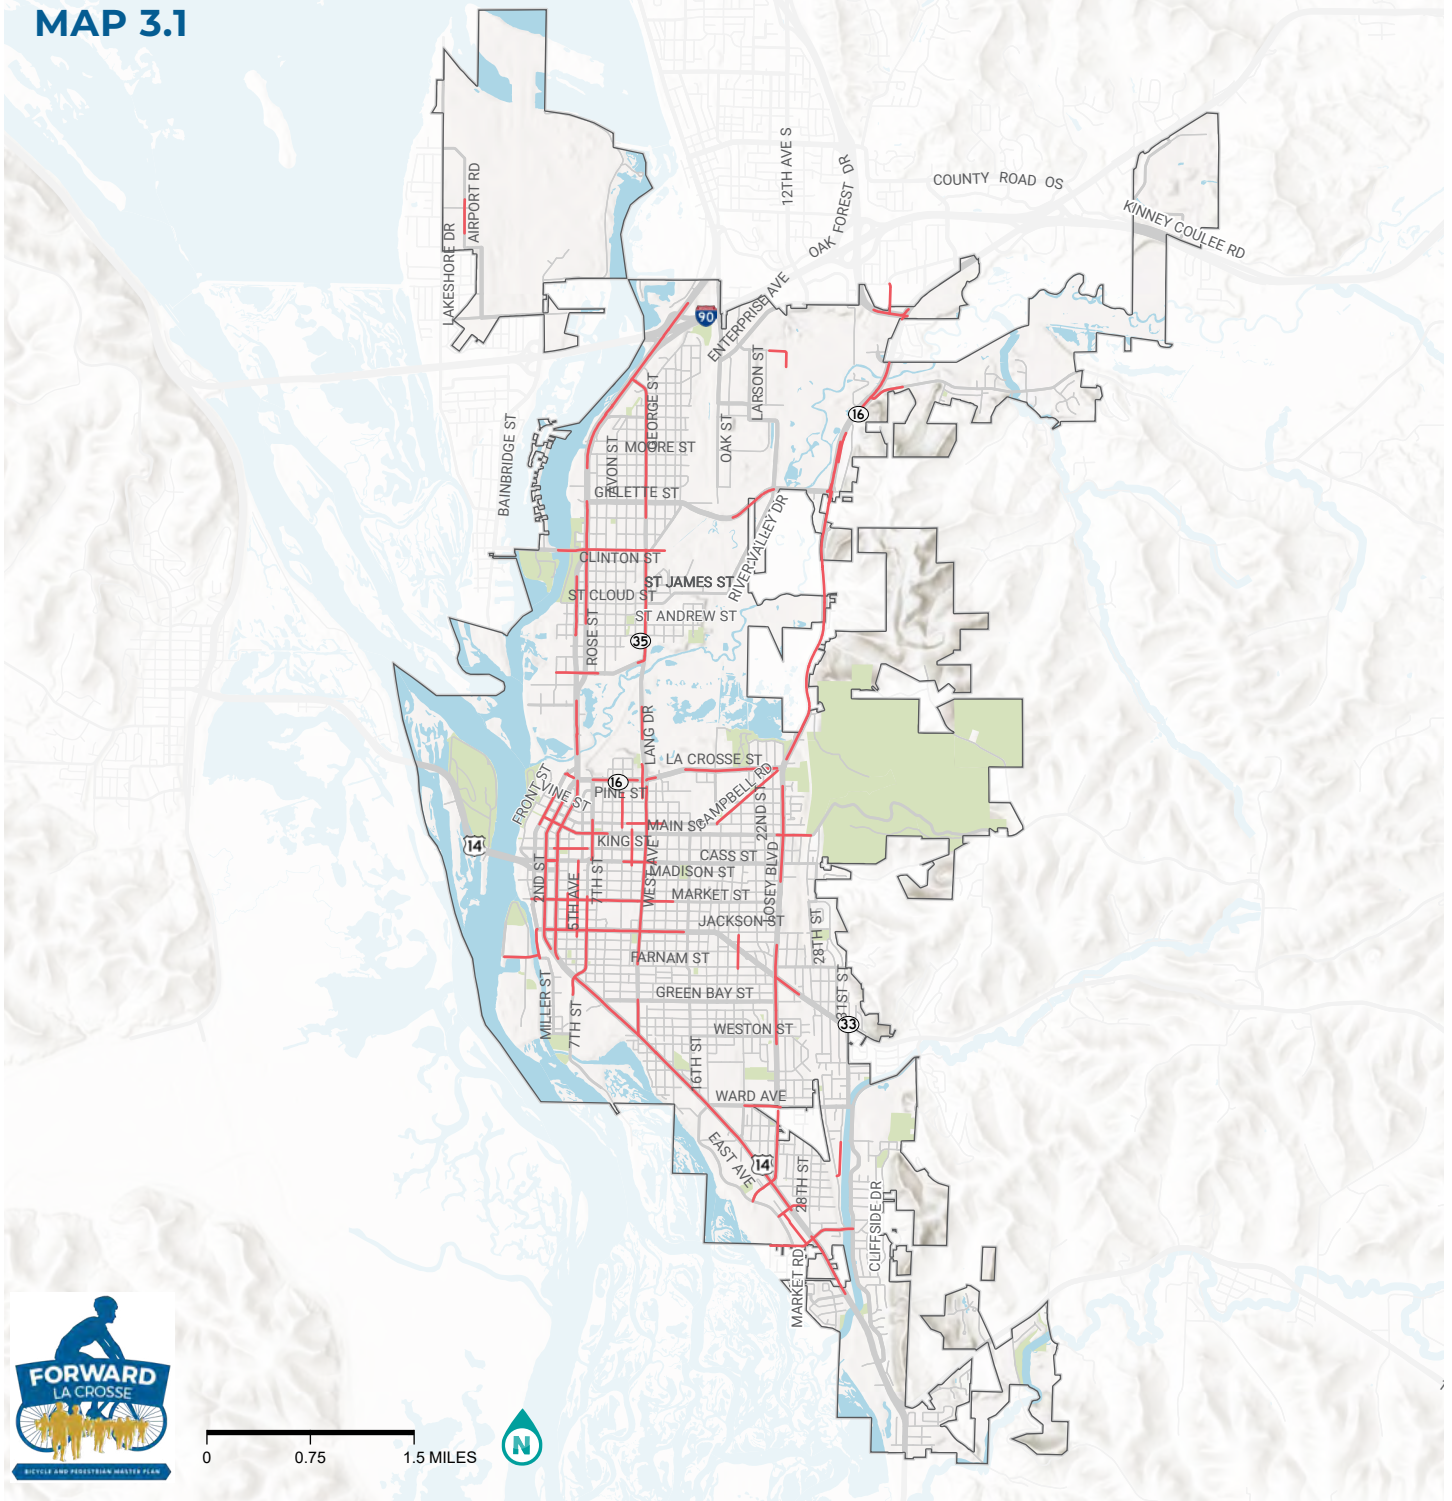 MAP 3.1
12TH AVE S
OAK FOREST DR
COUNTY ROAD OS
KINNEY COULEE RD
AIRPORT RD
LAKESHORE DR
90
ENTERPRISE AVE
LARSON ST
GEORGE ST
16
BAINBRIDGE ST
AVON ST
MOORE ST
OAK ST
GILLETTE ST
RIVER VALLEY DR
CLINTON ST
ST JAMES ST
ST CLOUD ST
ST ANDREW ST
ROSE ST
35
LANG DR
LA CROSSE ST
16
FRONT ST
VINE ST
PINE ST
CAMPBELL RD
22ND ST
MAIN ST
KING ST
14
CASS ST
2ND ST
5TH AVE
7TH ST
WEST AVE
MADISON ST
LOSEY BLVD
MARKET ST
JACKSON ST
28TH ST
FARNAM ST
MILLER ST
7TH ST
GREEN BAY ST
31ST ST
WESTON ST
33
16TH ST
WARD AVE
EAST AVE
14
28TH ST
CLIFFSIDE DR
MARKET RD
FORWARD
LA CROSSE
BICYCLE AND PEDESTRIAN MASTER PLAN
0 0.75 1.5 MILES
N